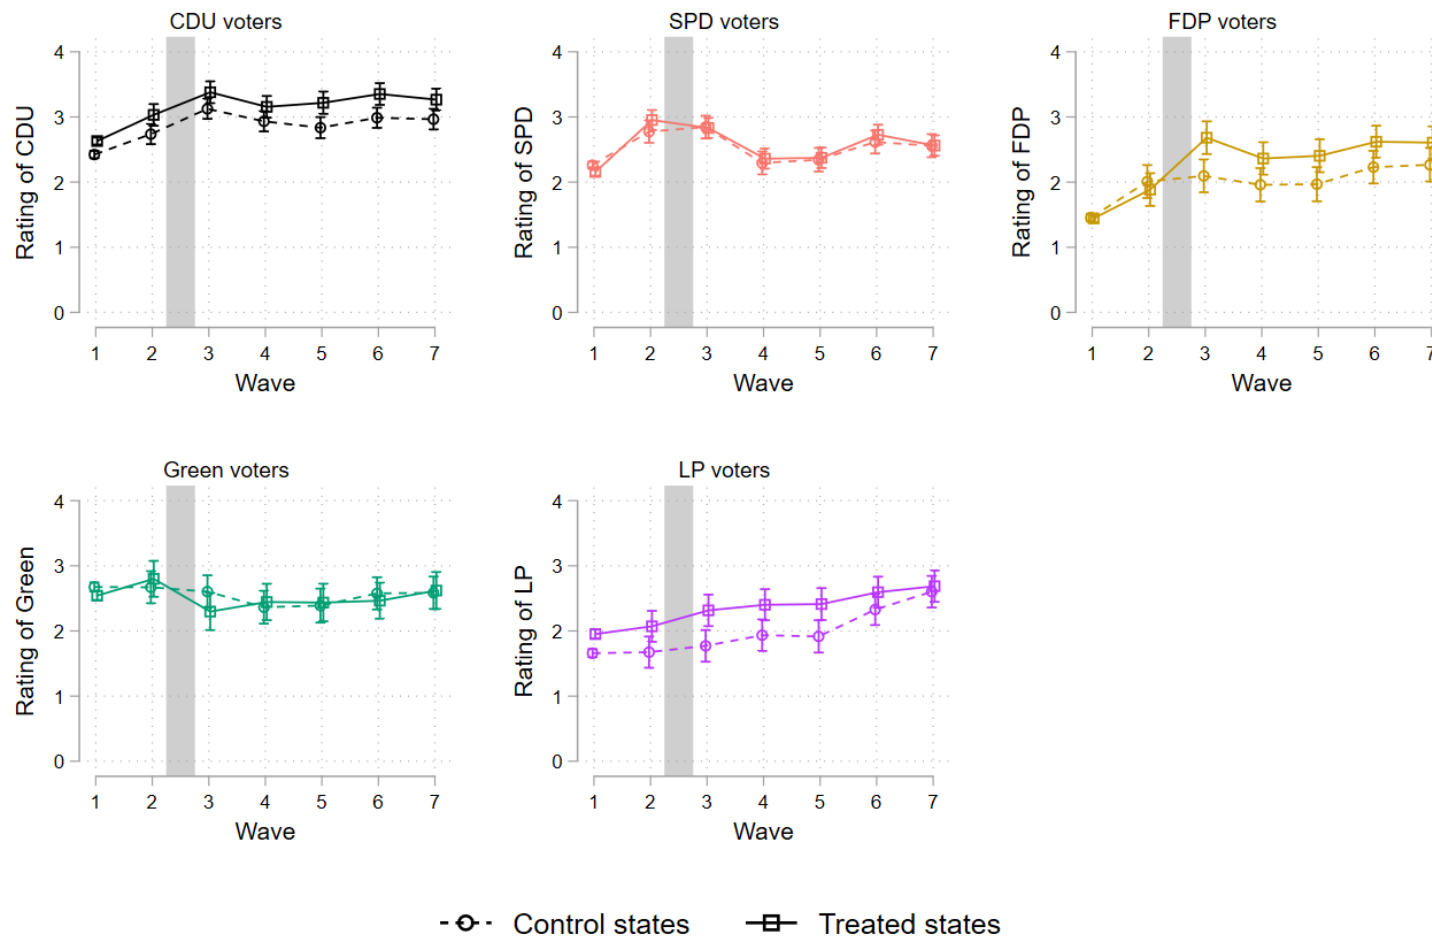 CDU voters
Rating of CDU
4
3
2
1
0
1 2 3 4 5 6 7
Wave
SPD voters
Rating of SPD
4
3
2
1
0
1 2 3 4 5 6 7
Wave
FDP voters
Rating of FDP
4
3
2
1
0
1 2 3 4 5 6 7
Wave
Green voters
Rating of Green
4
3
2
1
0
1 2 3 4 5 6 7
Wave
LP voters
Rating of LP
4
3
2
1
0
1 2 3 4 5 6 7
Wave
Control states Treated states